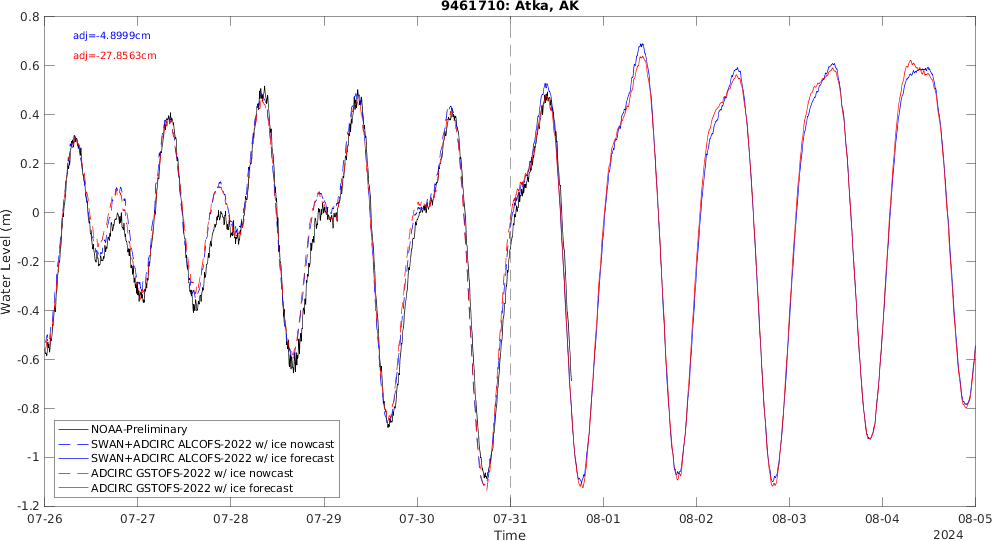 9461710: Atka, AK
adj=-4.8999cm
adj=-27.8563cm
Water Level (m)
0.8
0.6
0.4
0.2
0
-0.2
-0.4
-0.6
-0.8
-1
-1.2
NOAA-Preliminary
SWAN+ADCIRC ALCOFS-2022 w/ ice nowcast
SWAN+ADCIRC ALCOFS-2022 w/ ice forecast
ADCIRC GSTOFS-2022 w/ ice nowcast
ADCIRC GSTOFS-2022 w/ ice forecast
07-26 07-27 07-28 07-29 07-30 07-31 08-01 08-02 08-03 08-04 08-05
Time
2024